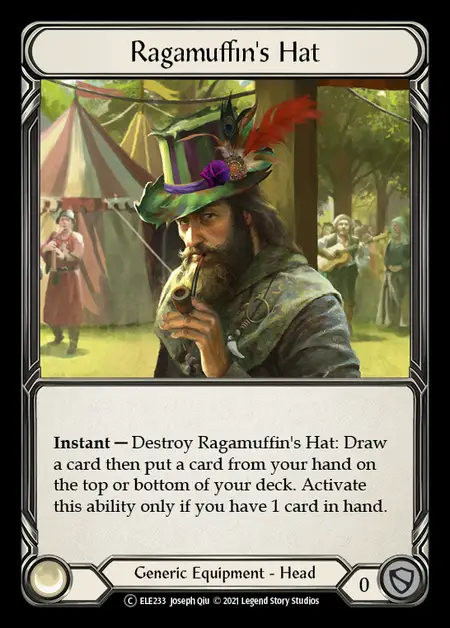 Ragamuffin's Hat
Instant — Destroy Ragamuffin's Hat: Draw
a card then put a card from your hand on
the top or bottom of your deck. Activate
this ability only if you have 1 card in hand.
Generic Equipment - Head
0
C ELE233 Joseph Qiu © 2021 Legend Story Studios